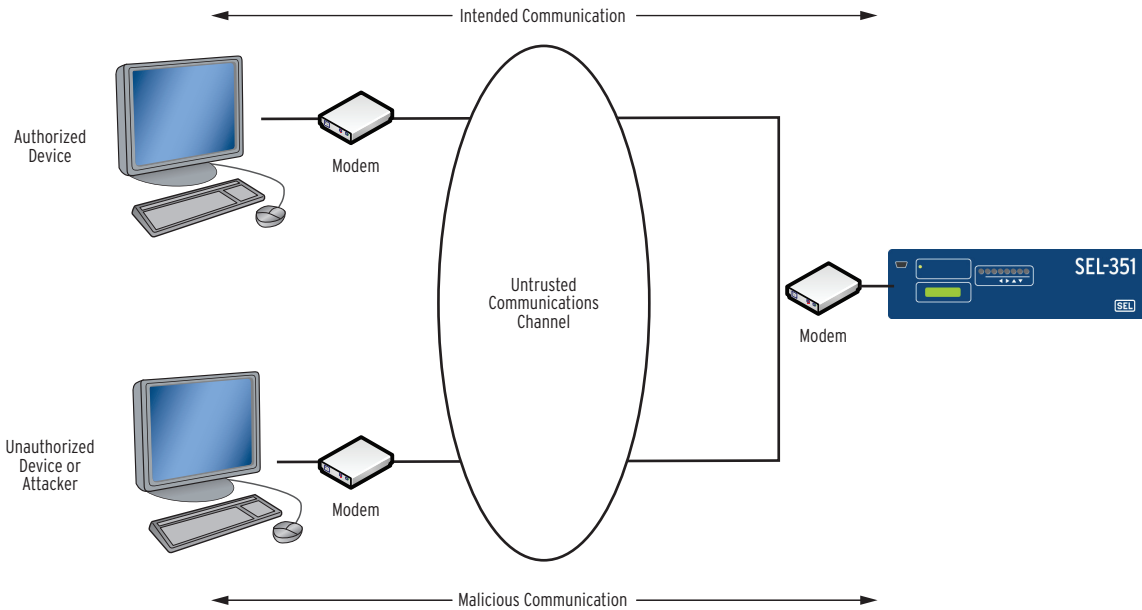 Intended Communication
Authorized
Device
Modem
Untrusted
Communications
Channel
SEL-351
SEL
Modem
Unauthorized
Device or
Attacker
Modem
Malicious Communication